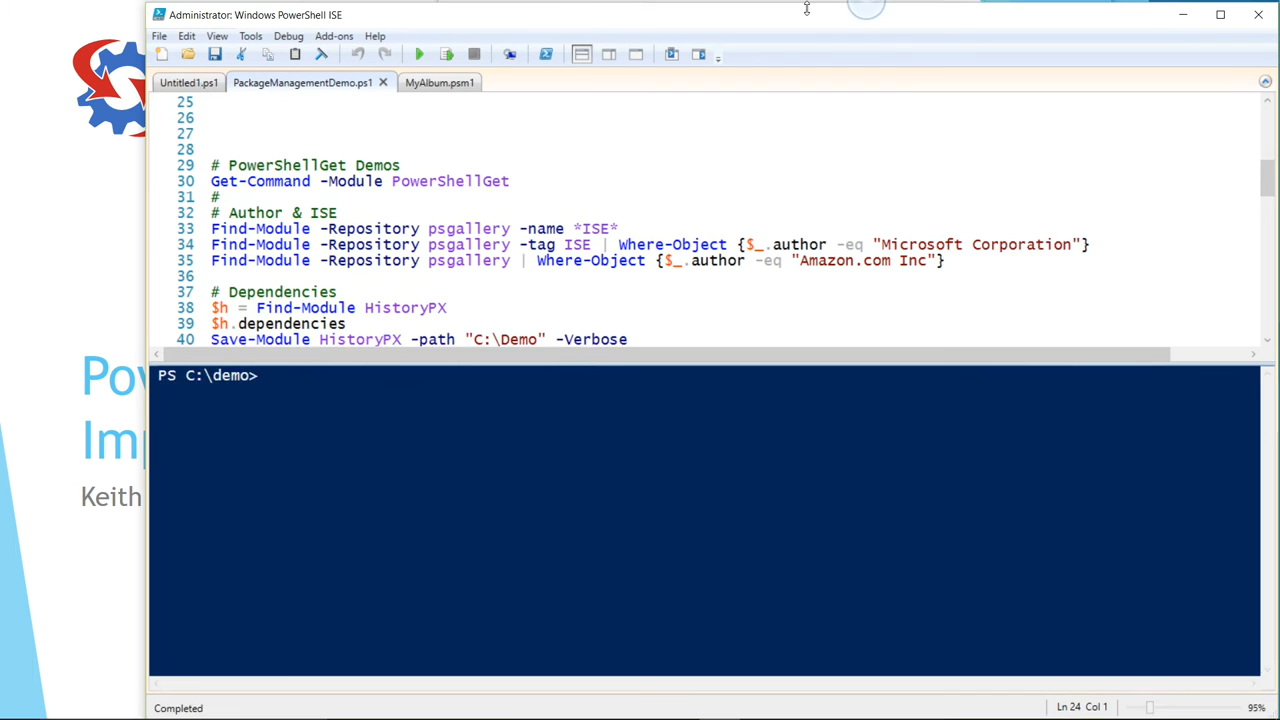 Administrator: Windows PowerShell ISE
File Edit View Tools Debug Add-ons Help
Untitled1.ps1 PackageManagementDemo.ps1 MyAlbum.psm1
25
26
27
28
29 # PowerShellGet Demos
30 Get-Command -Module PowerShellGet
31 #
32 # Author & ISE
33 Find-Module -Repository psgallery -name *ISE*
34 Find-Module -Repository psgallery -tag ISE | Where-Object {$_.author -eq "Microsoft Corporation"}
35 Find-Module -Repository psgallery | Where-Object {$_.author -eq "Amazon.com Inc"}
36
37 # Dependencies
38 $h = Find-Module HistoryPX
39 $h.dependencies
40 Save-Module HistoryPX -path "C:\Demo" -Verbose
PS C:\demo>
Keith
Completed Ln 24 Col 1 95%